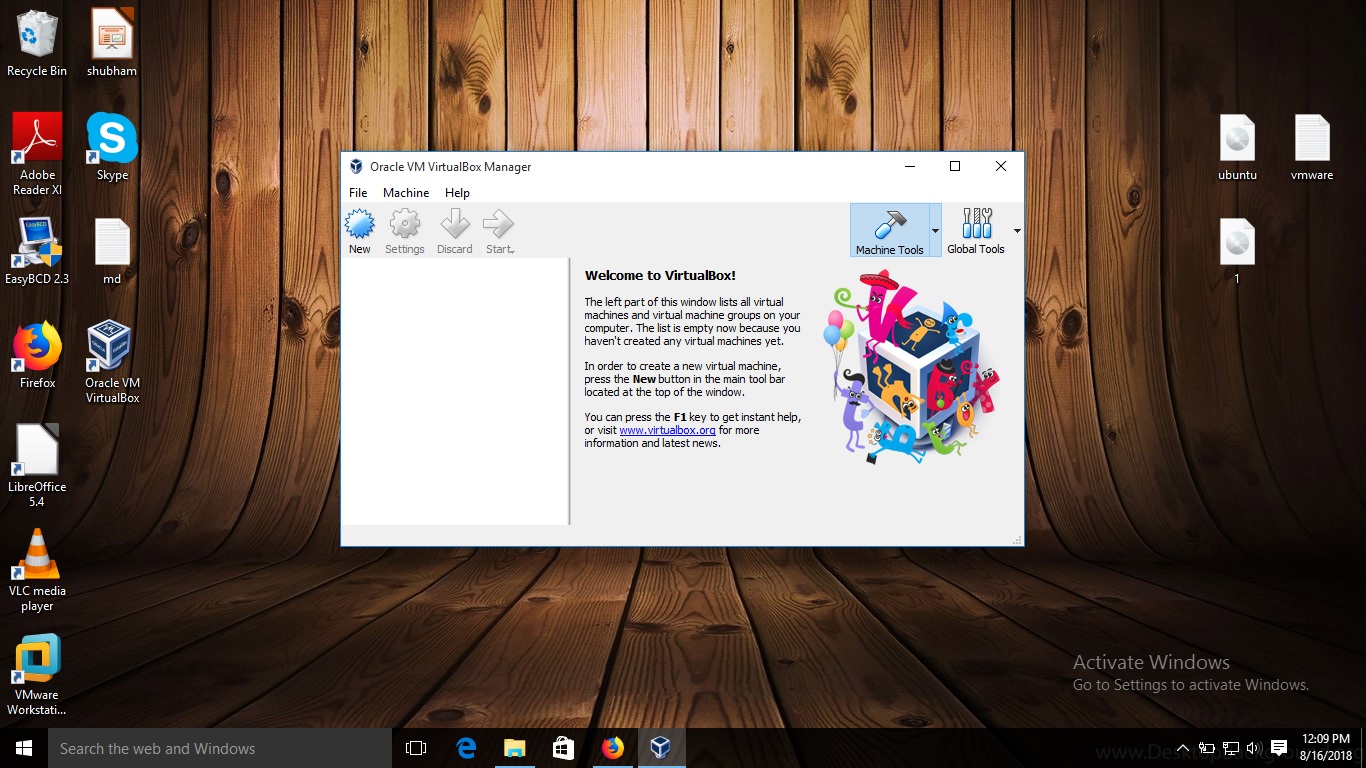 Recycle Bin
shubham
Adobe
Reader XI
Skype
EasyBCD 2.3
md
Firefox
Oracle VM
VirtualBox
LibreOffice
5.4
VLC media
player
VMware
Workstati...
ubuntu
vmware
1
Oracle VM VirtualBox Manager
File Machine Help
New Settings Discard Start
Machine Tools Global Tools
Welcome to VirtualBox!
The left part of this window lists all virtual
machines and virtual machine groups on your
computer. The list is empty now because you
haven't created any virtual machines yet.
In order to create a new virtual machine,
press the New button in the main tool bar
located at the top of the window.
You can press the F1 key to get instant help,
or visit www.virtualbox.org for more
information and latest news.
Activate Windows
Go to Settings to activate Windows.
Search the web and Windows
12:09 PM
8/16/2018